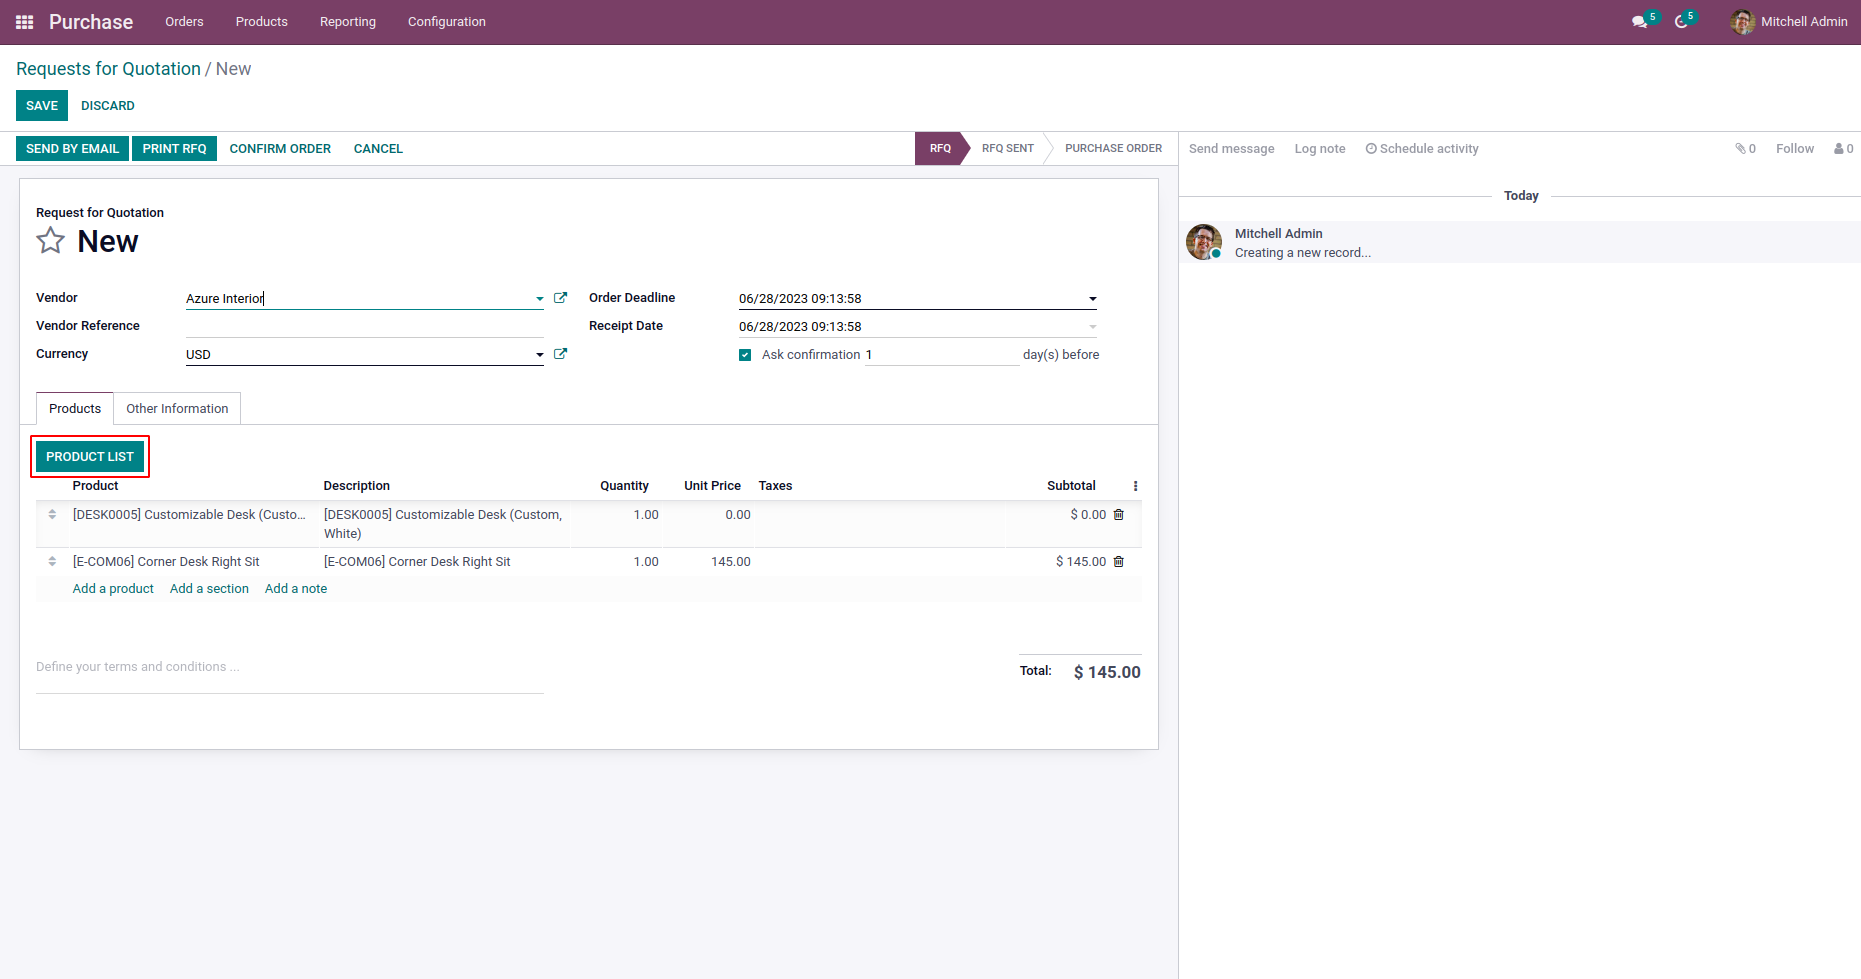 Purchase Orders Products Reporting Configuration 5 5 Mitchell Admin
Requests for Quotation / New
SAVE DISCARD
SEND BY EMAIL PRINT RFQ CONFIRM ORDER CANCEL RFQ RFQ SENT PURCHASE ORDER
Send message Log note Schedule activity 0 Follow 0
Today
Mitchell Admin
Creating a new record...
Request for Quotation
New
Vendor Azure Interior Order Deadline 06/28/2023 09:13:58
Vendor Reference Receipt Date 06/28/2023 09:13:58
Currency USD Ask confirmation 1 day(s) before
Products Other Information
PRODUCT LIST
Product Description Quantity Unit Price Taxes Subtotal
[DESK0005] Customizable Desk (Custo... [DESK0005] Customizable Desk (Custom, 1.00 0.00 $ 0.00
White)
[E-COM06] Corner Desk Right Sit [E-COM06] Corner Desk Right Sit 1.00 145.00 $ 145.00
Add a product Add a section Add a note
Define your terms and conditions ...
Total: $ 145.00